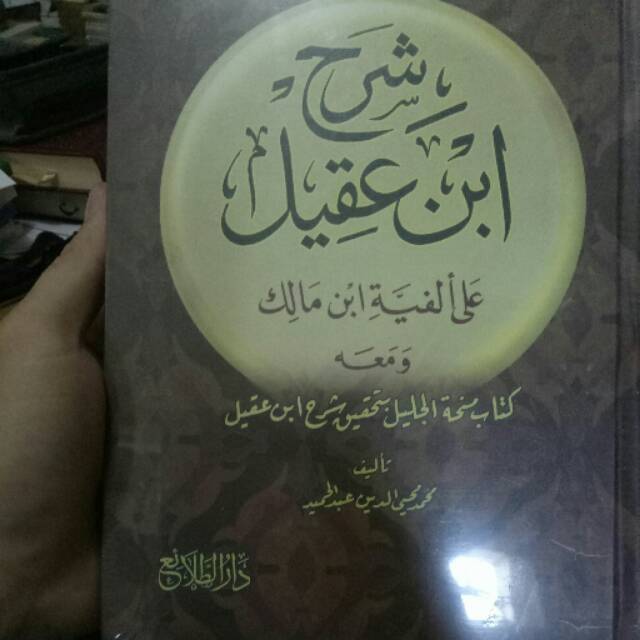 شرح
ابن عقيل
على ألفية ابن مالك
ومعه
كتاب منحة الجليل بتحقيق شرح ابن عقيل
تأليف
محمد محيي الدين عبد الحميد
دار الطلائع